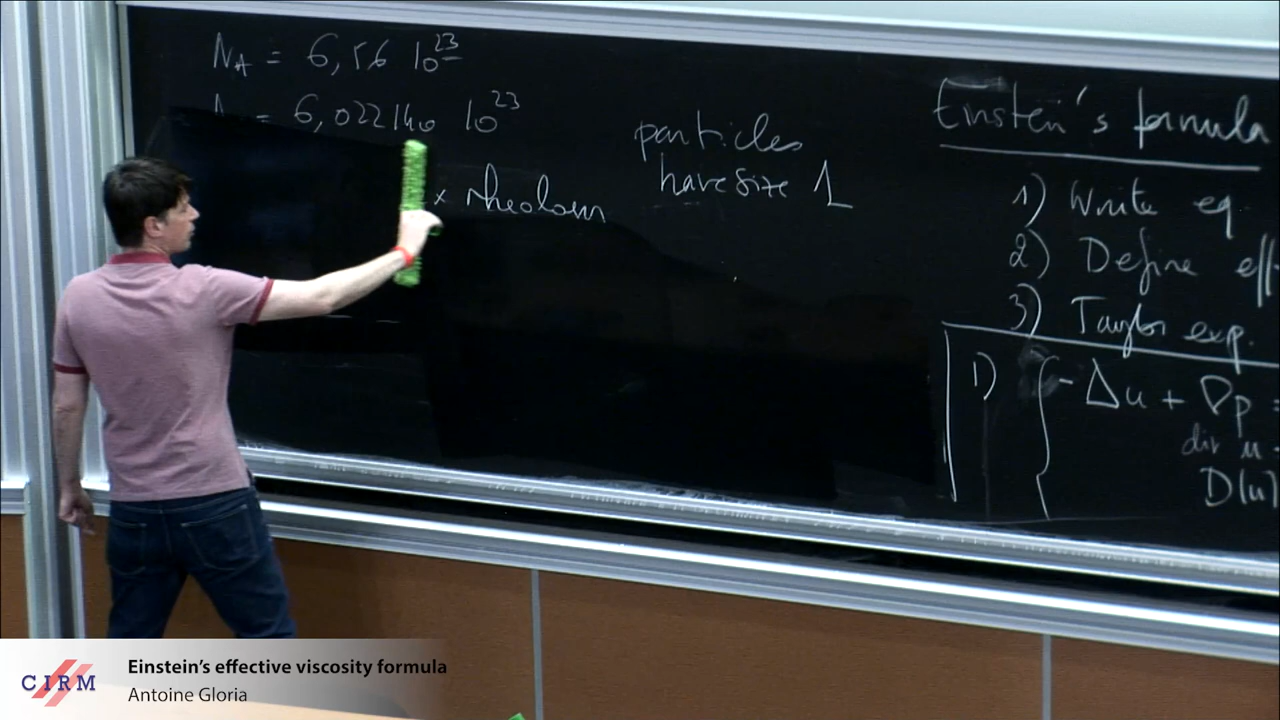 N_A = 6,56 10^23
= 6,022140 10^23
× rheolog
particles
have size 1
Einstein's formula
1) Write eq.
2) Define eff
3) Taylor exp.
1) { -Δu + ∇p =
div u
D(u)
CIRM
Einstein's effective viscosity formula
Antoine Gloria